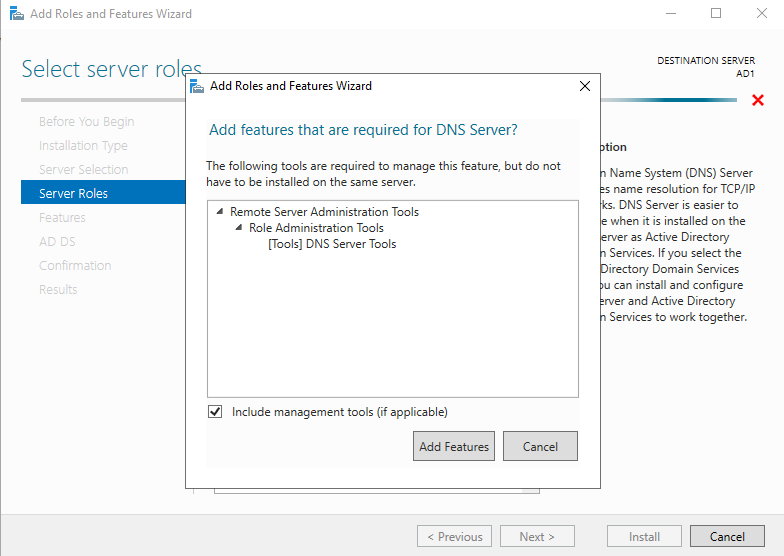 Add Roles and Features Wizard
Select server roles
DESTINATION SERVER
AD1
Before You Begin
Installation Type
Server Selection
Server Roles
Features
AD DS
Confirmation
Results
Add Roles and Features Wizard
Add features that are required for DNS Server?
The following tools are required to manage this feature, but do not
have to be installed on the same server.
Remote Server Administration Tools
Role Administration Tools
[Tools] DNS Server Tools
Include management tools (if applicable)
Add Features
Cancel
Name System (DNS) Server
name resolution for TCP/IP
DNS Server is easier to
when it is installed on the
as Active Directory
Services. If you select the
Directory Domain Services
can install and configure
and Active Directory
Services to work together.
< Previous
Next >
Install
Cancel